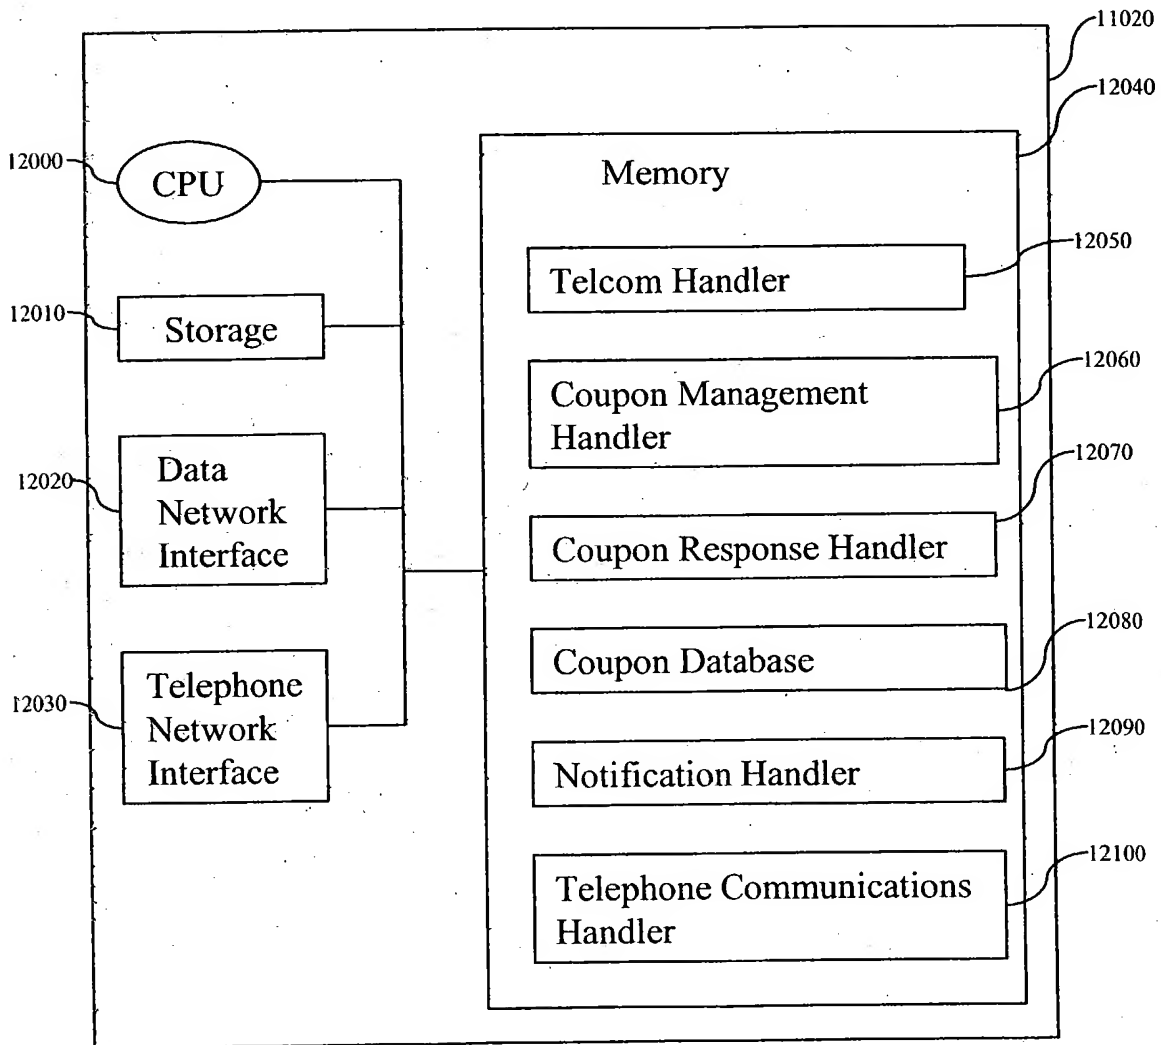 11020
12040
12000
CPU
Memory
12050
Telcom Handler
12010
Storage
12060
Coupon Management
Handler
12070
12020
Data
Network
Interface
Coupon Response Handler
12080
Coupon Database
12030
Telephone
Network
Interface
12090
Notification Handler
12100
Telephone Communications
Handler